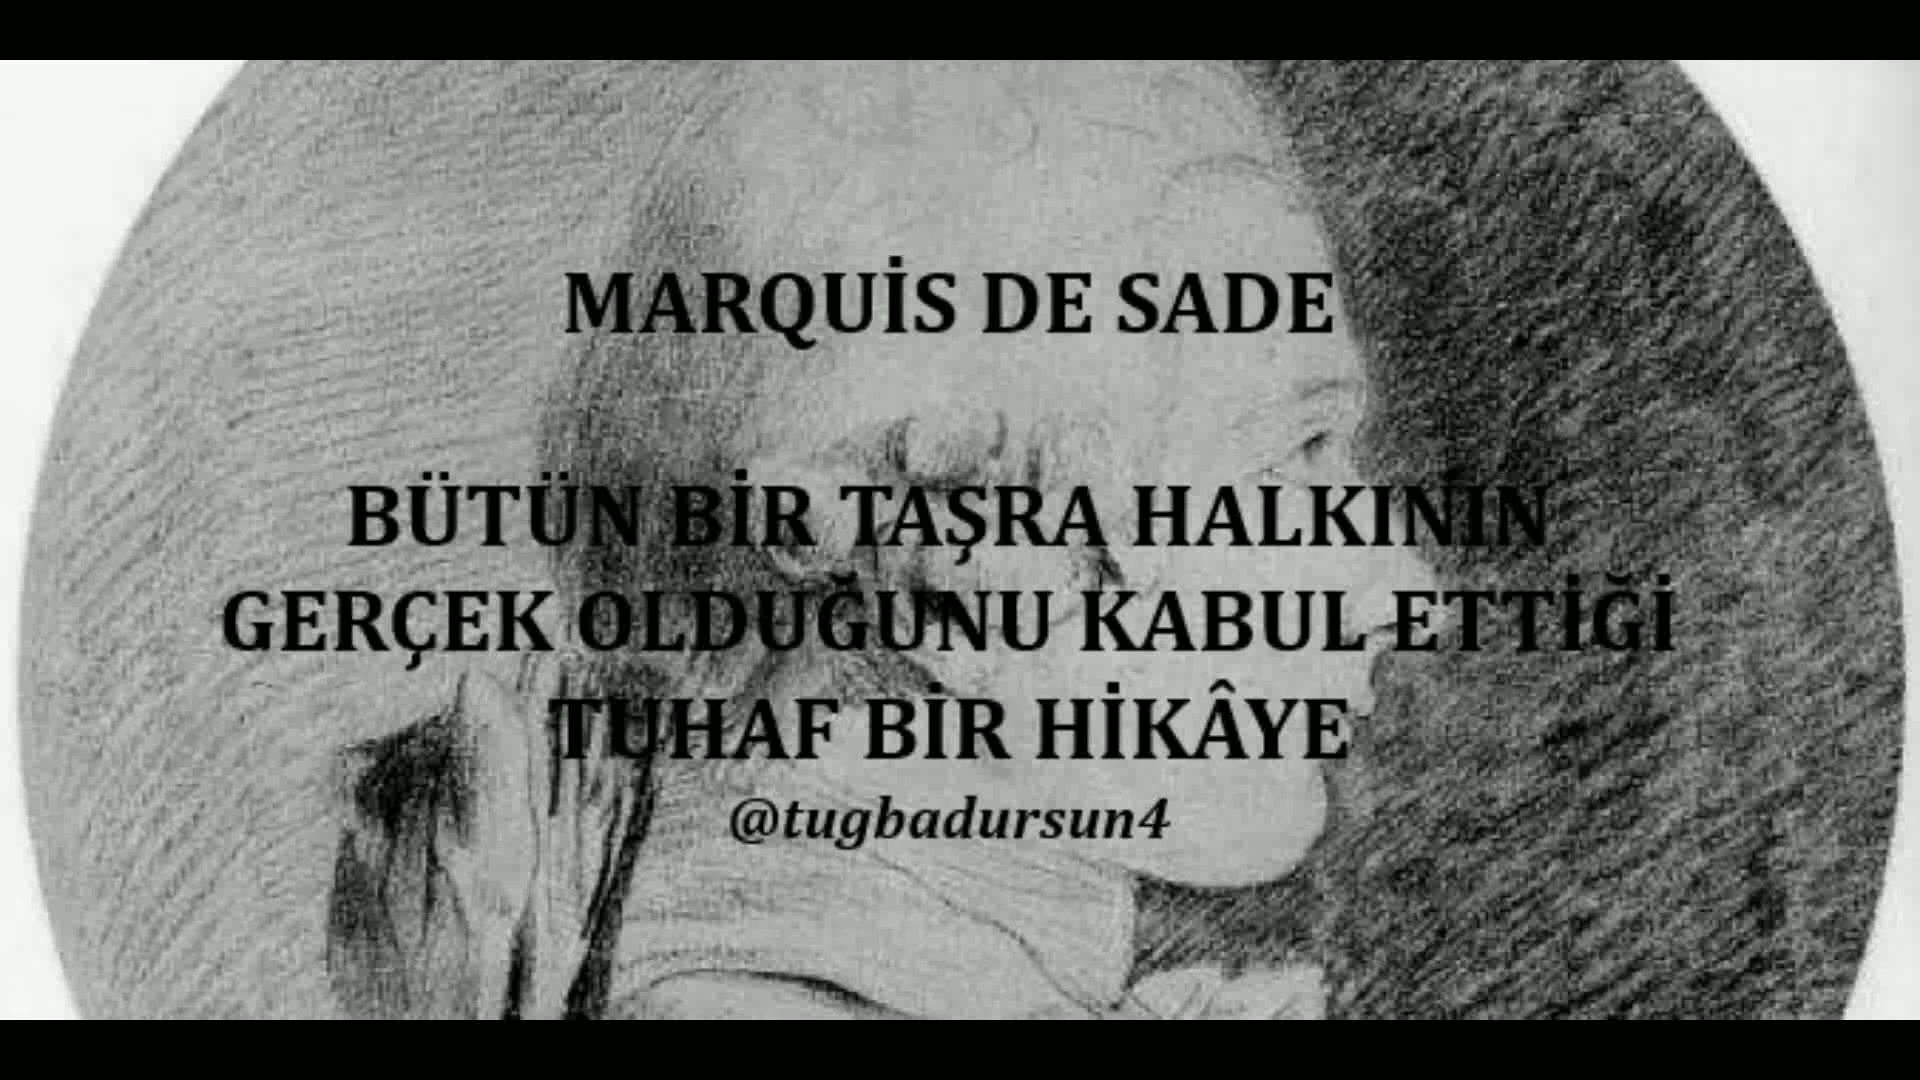 MARQUİS DE SADE
BÜTÜN BİR TAŞRA HALKININ
GERÇEK OLDUĞUNU KABUL ETTİĞİ
TUHAF BİR HİKÂYE
@tugbadursun4